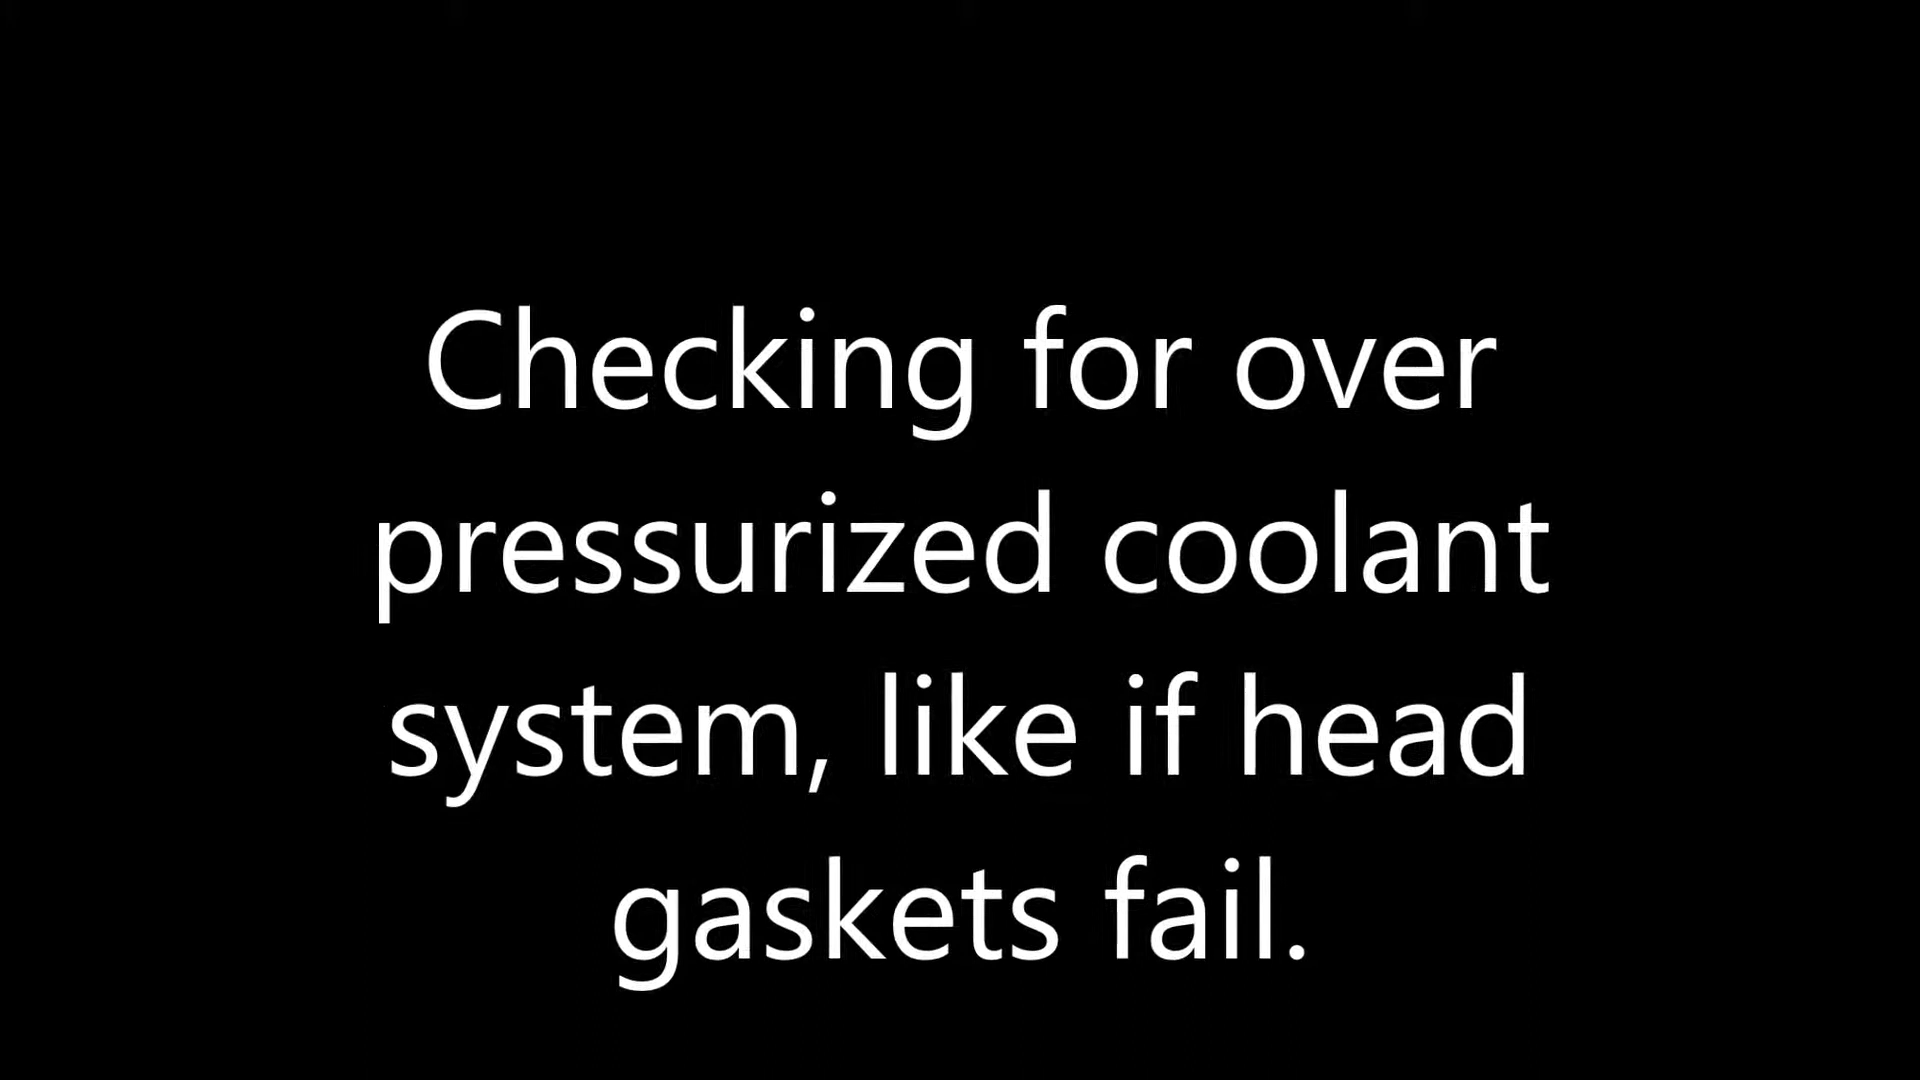 Checking for over
pressurized coolant
system, like if head
gaskets fail.